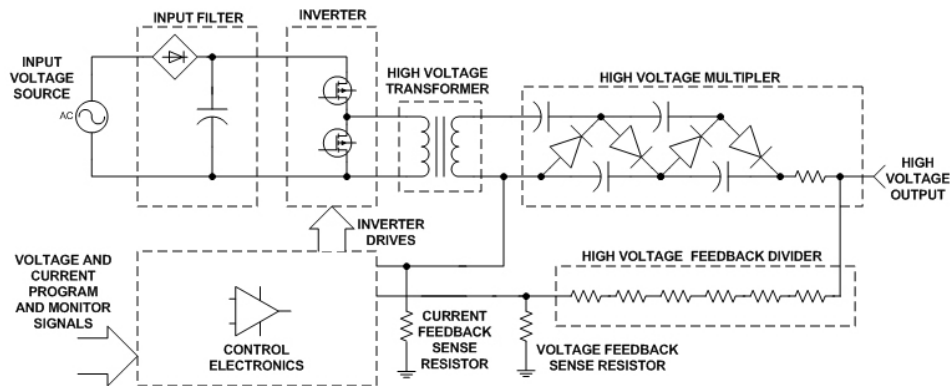 INPUT FILTER
INVERTER
INPUT
VOLTAGE
SOURCE
AC
HIGH VOLTAGE
TRANSFORMER
HIGH VOLTAGE MULTIPLER
HIGH
VOLTAGE
OUTPUT
INVERTER
DRIVES
VOLTAGE AND
CURRENT
PROGRAM
AND MONITOR
SIGNALS
CONTROL
ELECTRONICS
CURRENT
FEEDBACK
SENSE
RESISTOR
HIGH VOLTAGE FEEDBACK DIVIDER
VOLTAGE FEEDBACK
SENSE RESISTOR